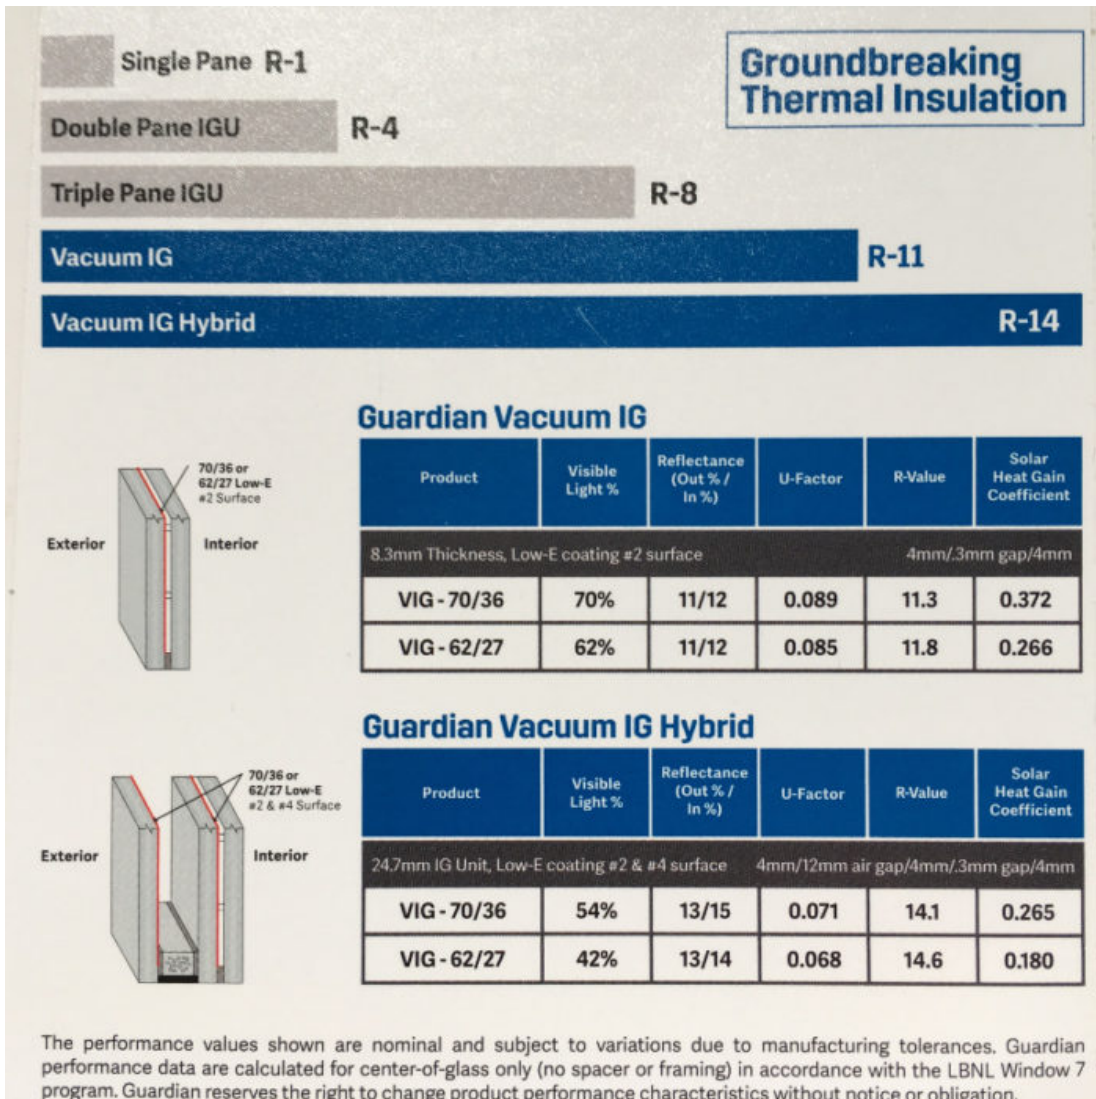 Single Pane R-1
Groundbreaking
Thermal Insulation
Double Pane IGU R-4
Triple Pane IGU R-8
Vacuum IG R-11
Vacuum IG Hybrid R-14
Guardian Vacuum IG
70/36 or
62/27 Low-E
#2 Surface
Exterior Interior
Product Visible Light % Reflectance (Out % / In %) U-Factor R-Value Solar Heat Gain Coefficient
8.3mm Thickness, Low-E coating #2 surface 4mm/.3mm gap/4mm
VIG - 70/36 70% 11/12 0.089 11.3 0.372
VIG - 62/27 62% 11/12 0.085 11.8 0.266
Guardian Vacuum IG Hybrid
70/36 or
62/27 Low-E
#2 & #4 Surface
Exterior Interior
Product Visible Light % Reflectance (Out % / In %) U-Factor R-Value Solar Heat Gain Coefficient
24.7mm IG Unit, Low-E coating #2 & #4 surface 4mm/12mm air gap/4mm/.3mm gap/4mm
VIG - 70/36 54% 13/15 0.071 14.1 0.265
VIG - 62/27 42% 13/14 0.068 14.6 0.180
The performance values shown are nominal and subject to variations due to manufacturing tolerances. Guardian
performance data are calculated for center-of-glass only (no spacer or framing) in accordance with the LBNL Window 7
program. Guardian reserves the right to change product performance characteristics without notice or obligation.